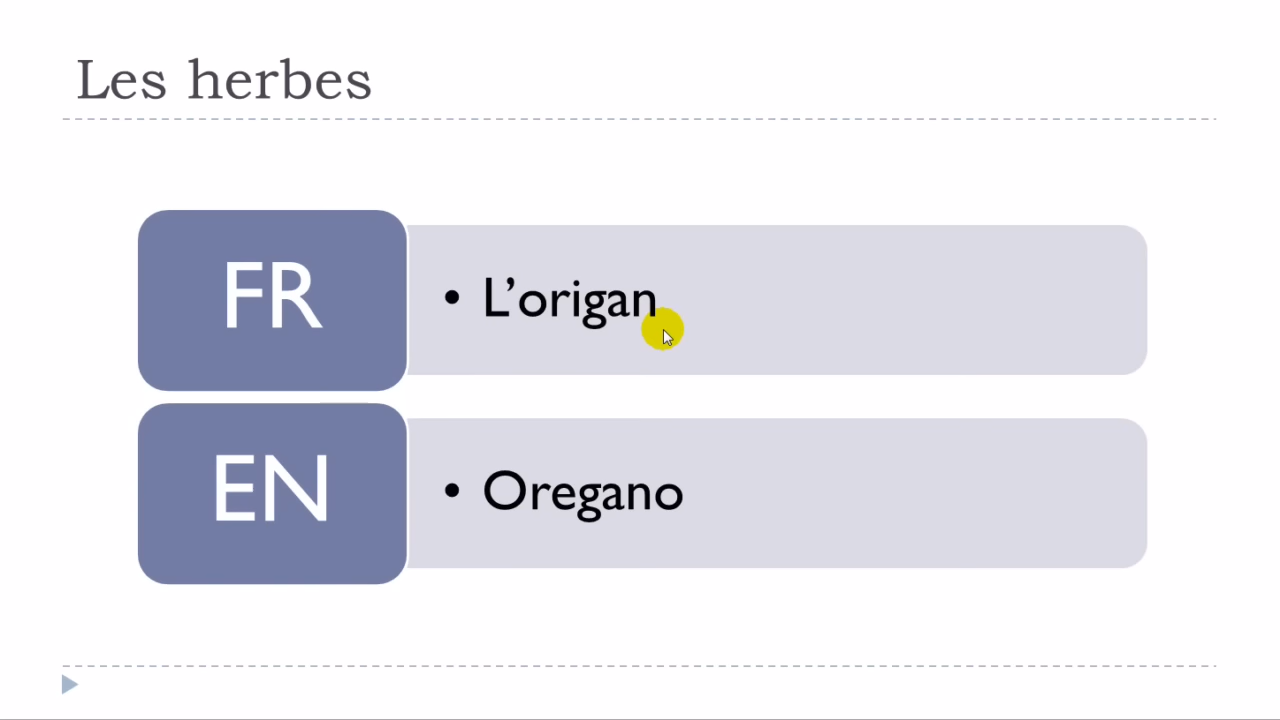 Les herbes
FR
• L’origan
EN
• Oregano